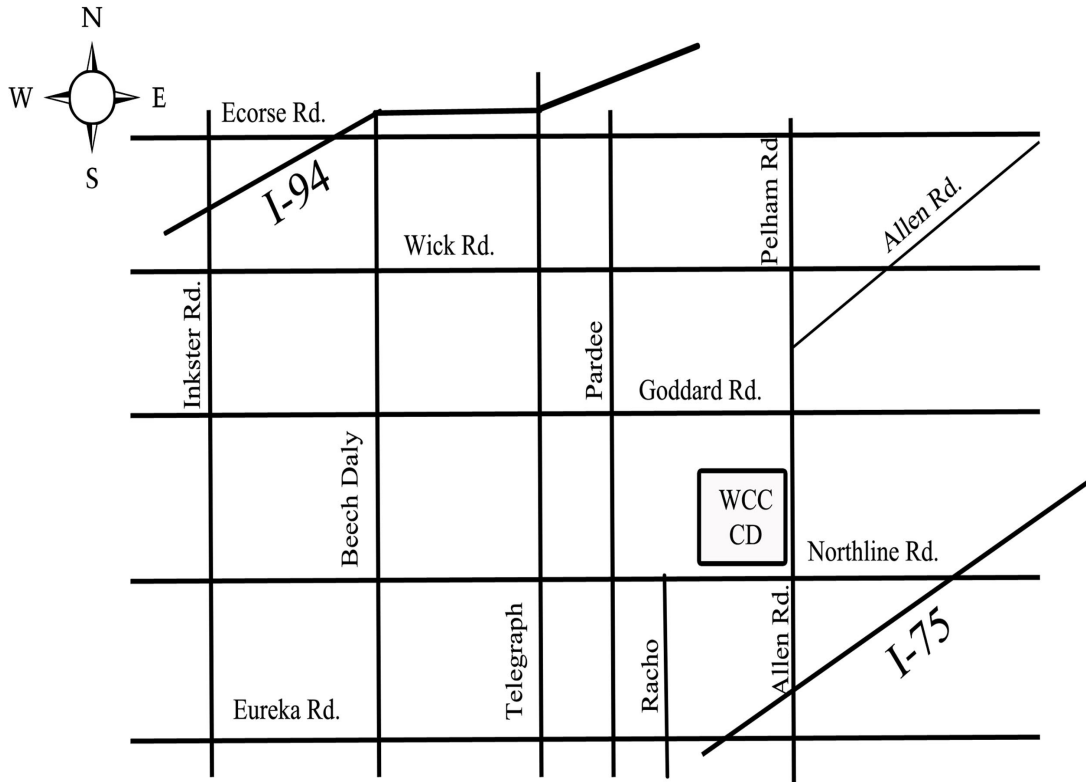 N
W
E
S
Ecorse Rd.
I-94
Pelham Rd
Allen Rd.
Wick Rd.
Inkster Rd.
Pardee
Goddard Rd.
Beech Daly
WCC
CD
Northline Rd.
Telegraph
Racho
Allen Rd.
I-75
Eureka Rd.